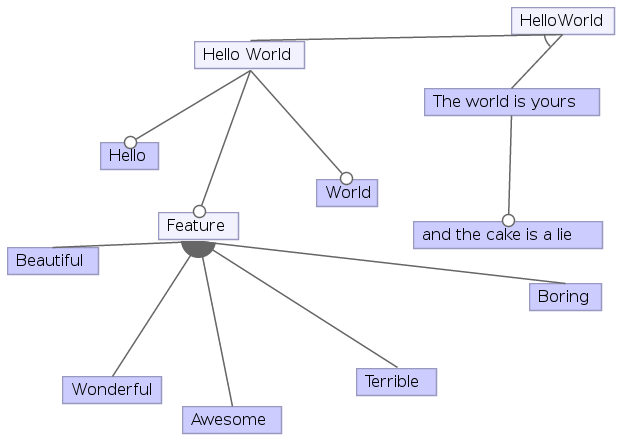 HelloWorld
Hello World
The world is yours
Hello
World
Feature
and the cake is a lie
Beautiful
Boring
Terrible
Wonderful
Awesome